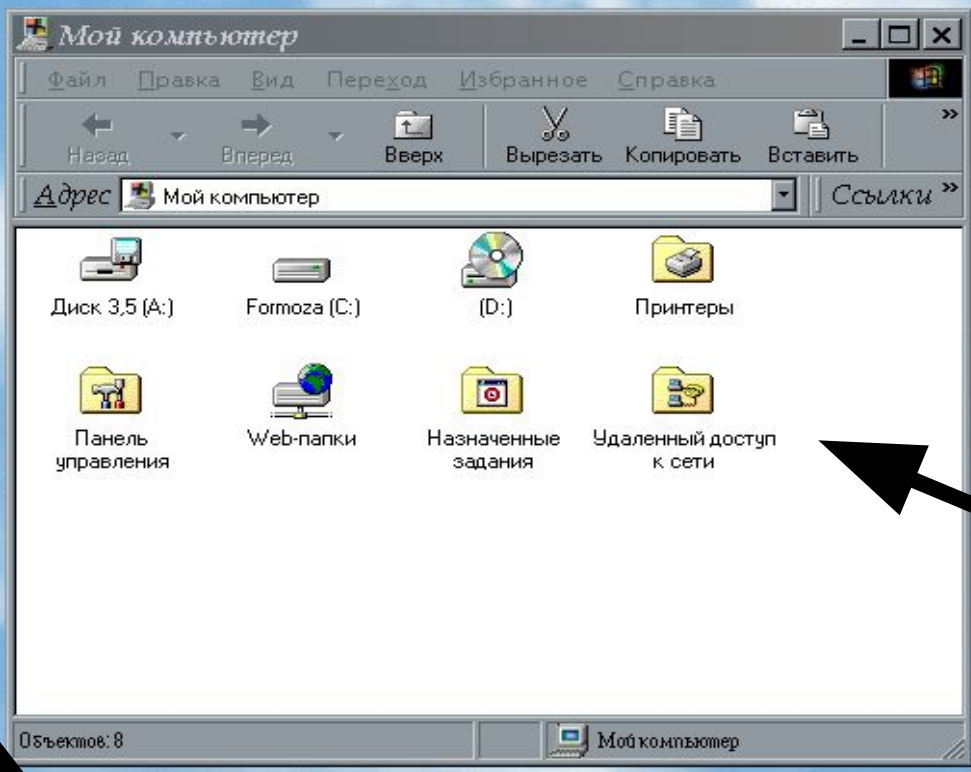 Мой компьютер
Файл Правка Вид Переход Избранное Справка
Назад Вперед Вверх Вырезать Копировать Вставить »
Адрес Мой компьютер Ссылки »
Диск 3,5 (A:) Formoza (C:) (D:) Принтеры
Панель управления Web-папки Назначенные задания Удаленный доступ к сети
Объектов: 8 Мой компьютер